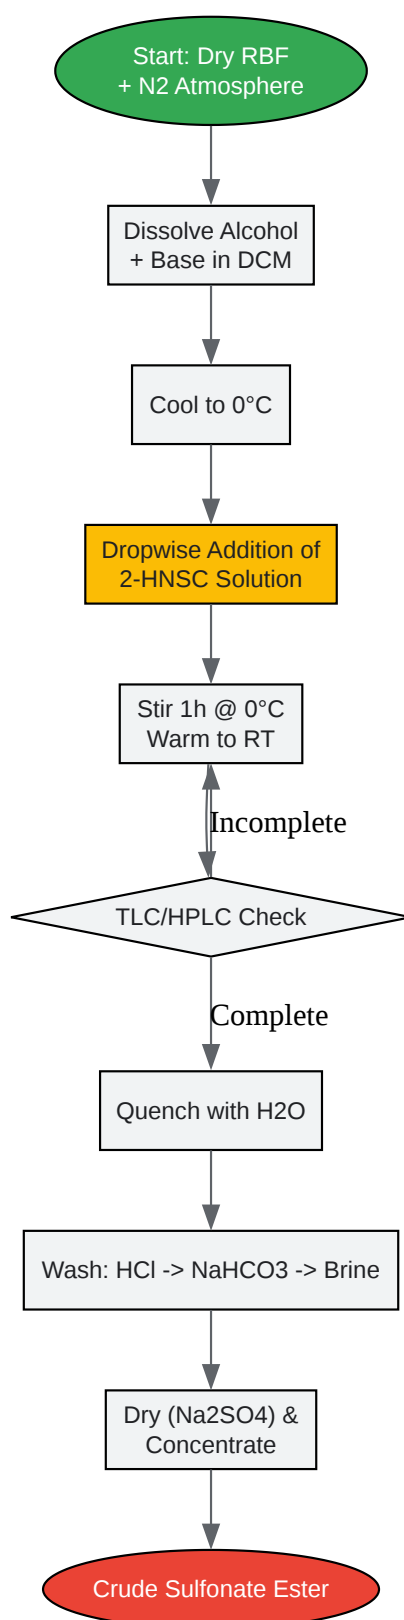 Start: Dry RBF
+ N2 Atmosphere
Dissolve Alcohol
+ Base in DCM
Cool to 0°C
Dropwise Addition of
2-HNSC Solution
Stir 1h @ 0°C
Warm to RT
Incomplete
TLC/HPLC Check
Complete
Quench with H2O
Wash: HCl -> NaHCO3 -> Brine
Dry (Na2SO4) &
Concentrate
Crude Sulfonate Ester